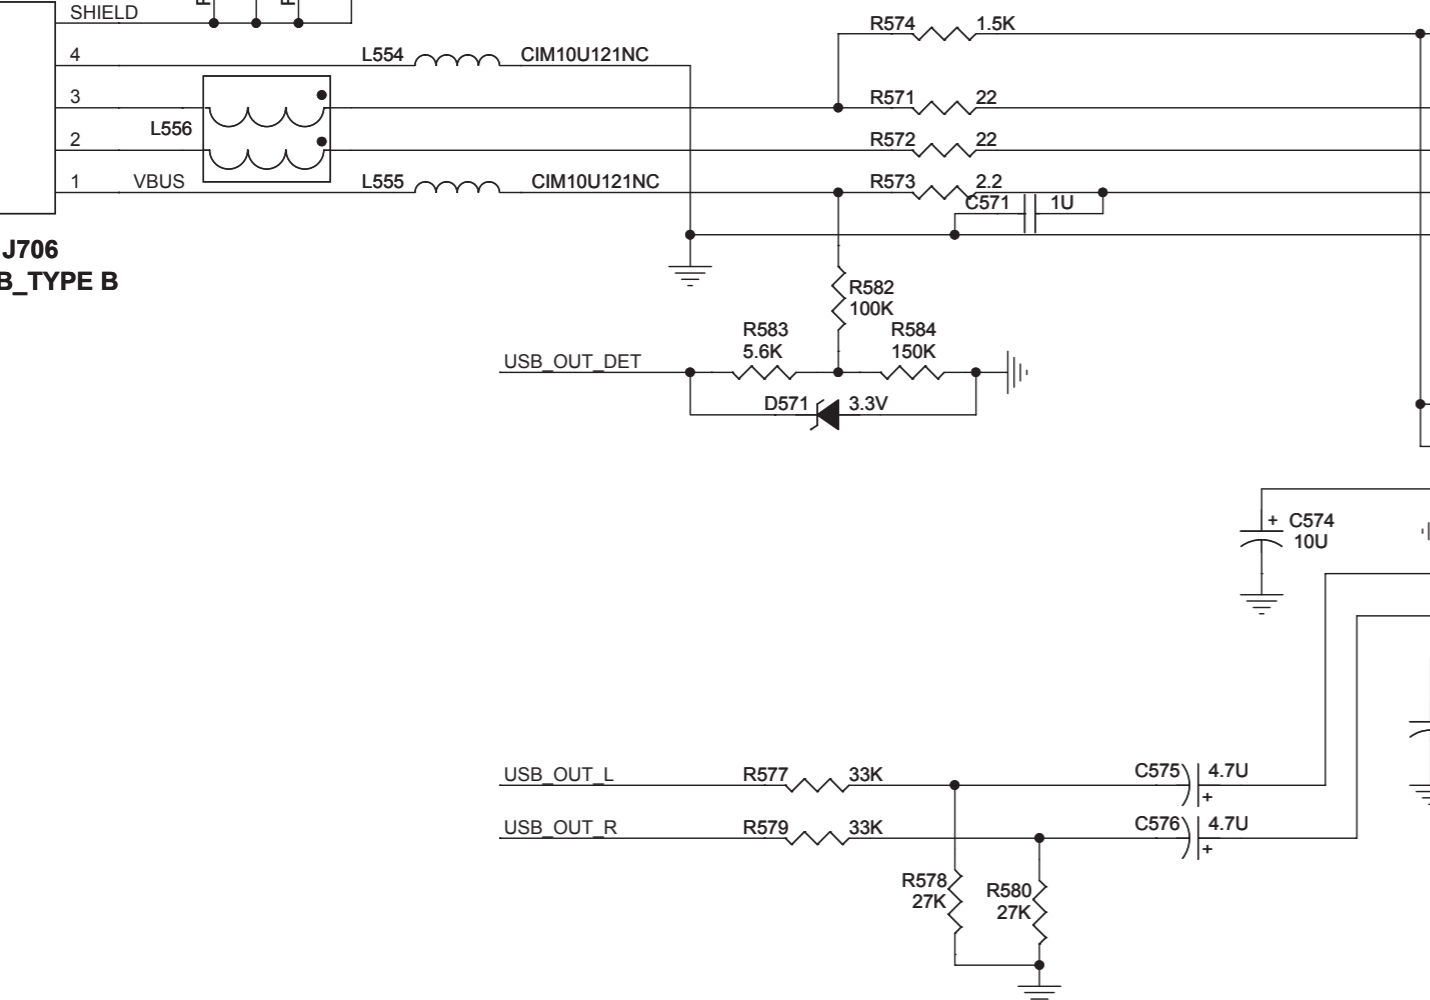 SHIELD
R574 1.5K
4 L554 CIM10U121NC
3 R571 22
L556
2 R572 22
1 VBUS L555 CIM10U121NC R573 2.2
C571 1U
J706
B_TYPE B
R582
100K
R583 R584
5.6K 150K
USB_OUT_DET
D571 3.3V
+ C574
10U
USB_OUT_L R577 33K C575 4.7U
+
USB_OUT_R R579 33K C576 4.7U
+
R578 R580
27K 27K